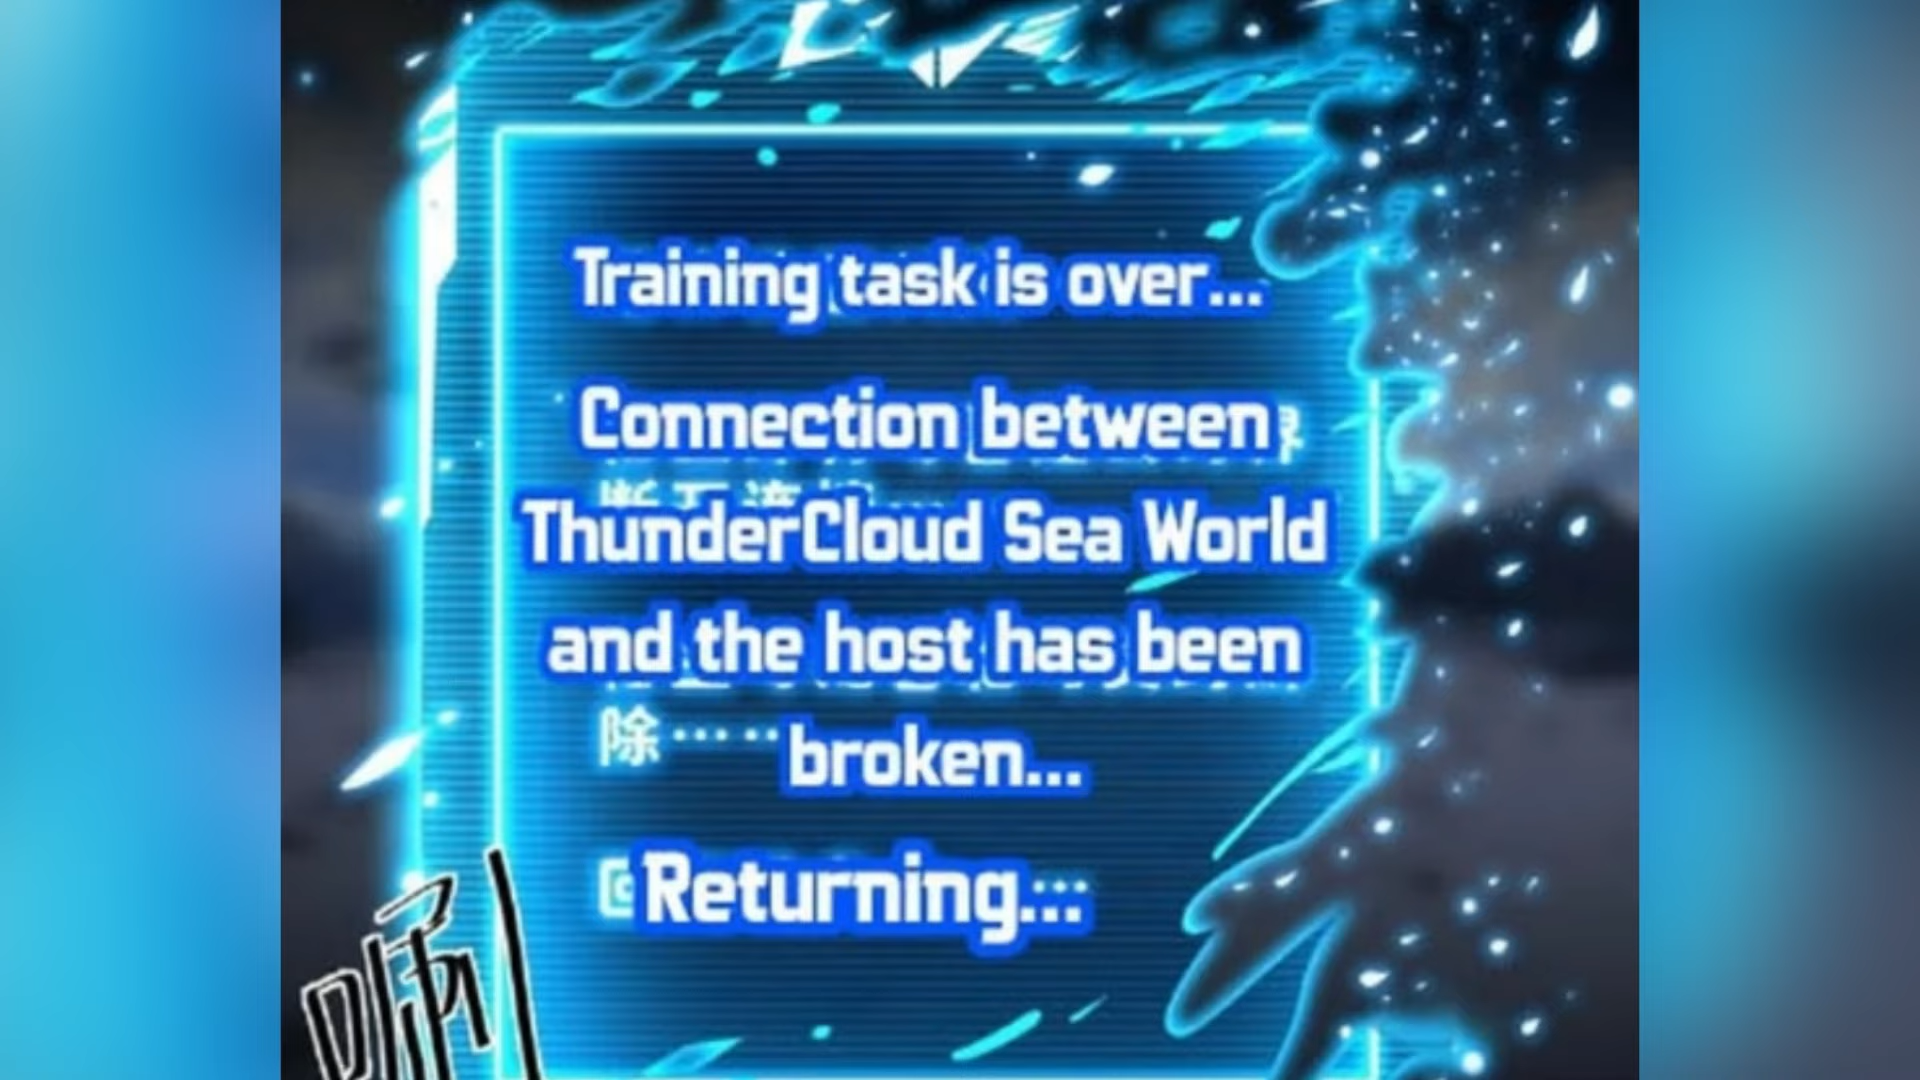 Training task is over...
Connection between
ThunderCloud Sea World
and the host has been
除······broken...
Returning...